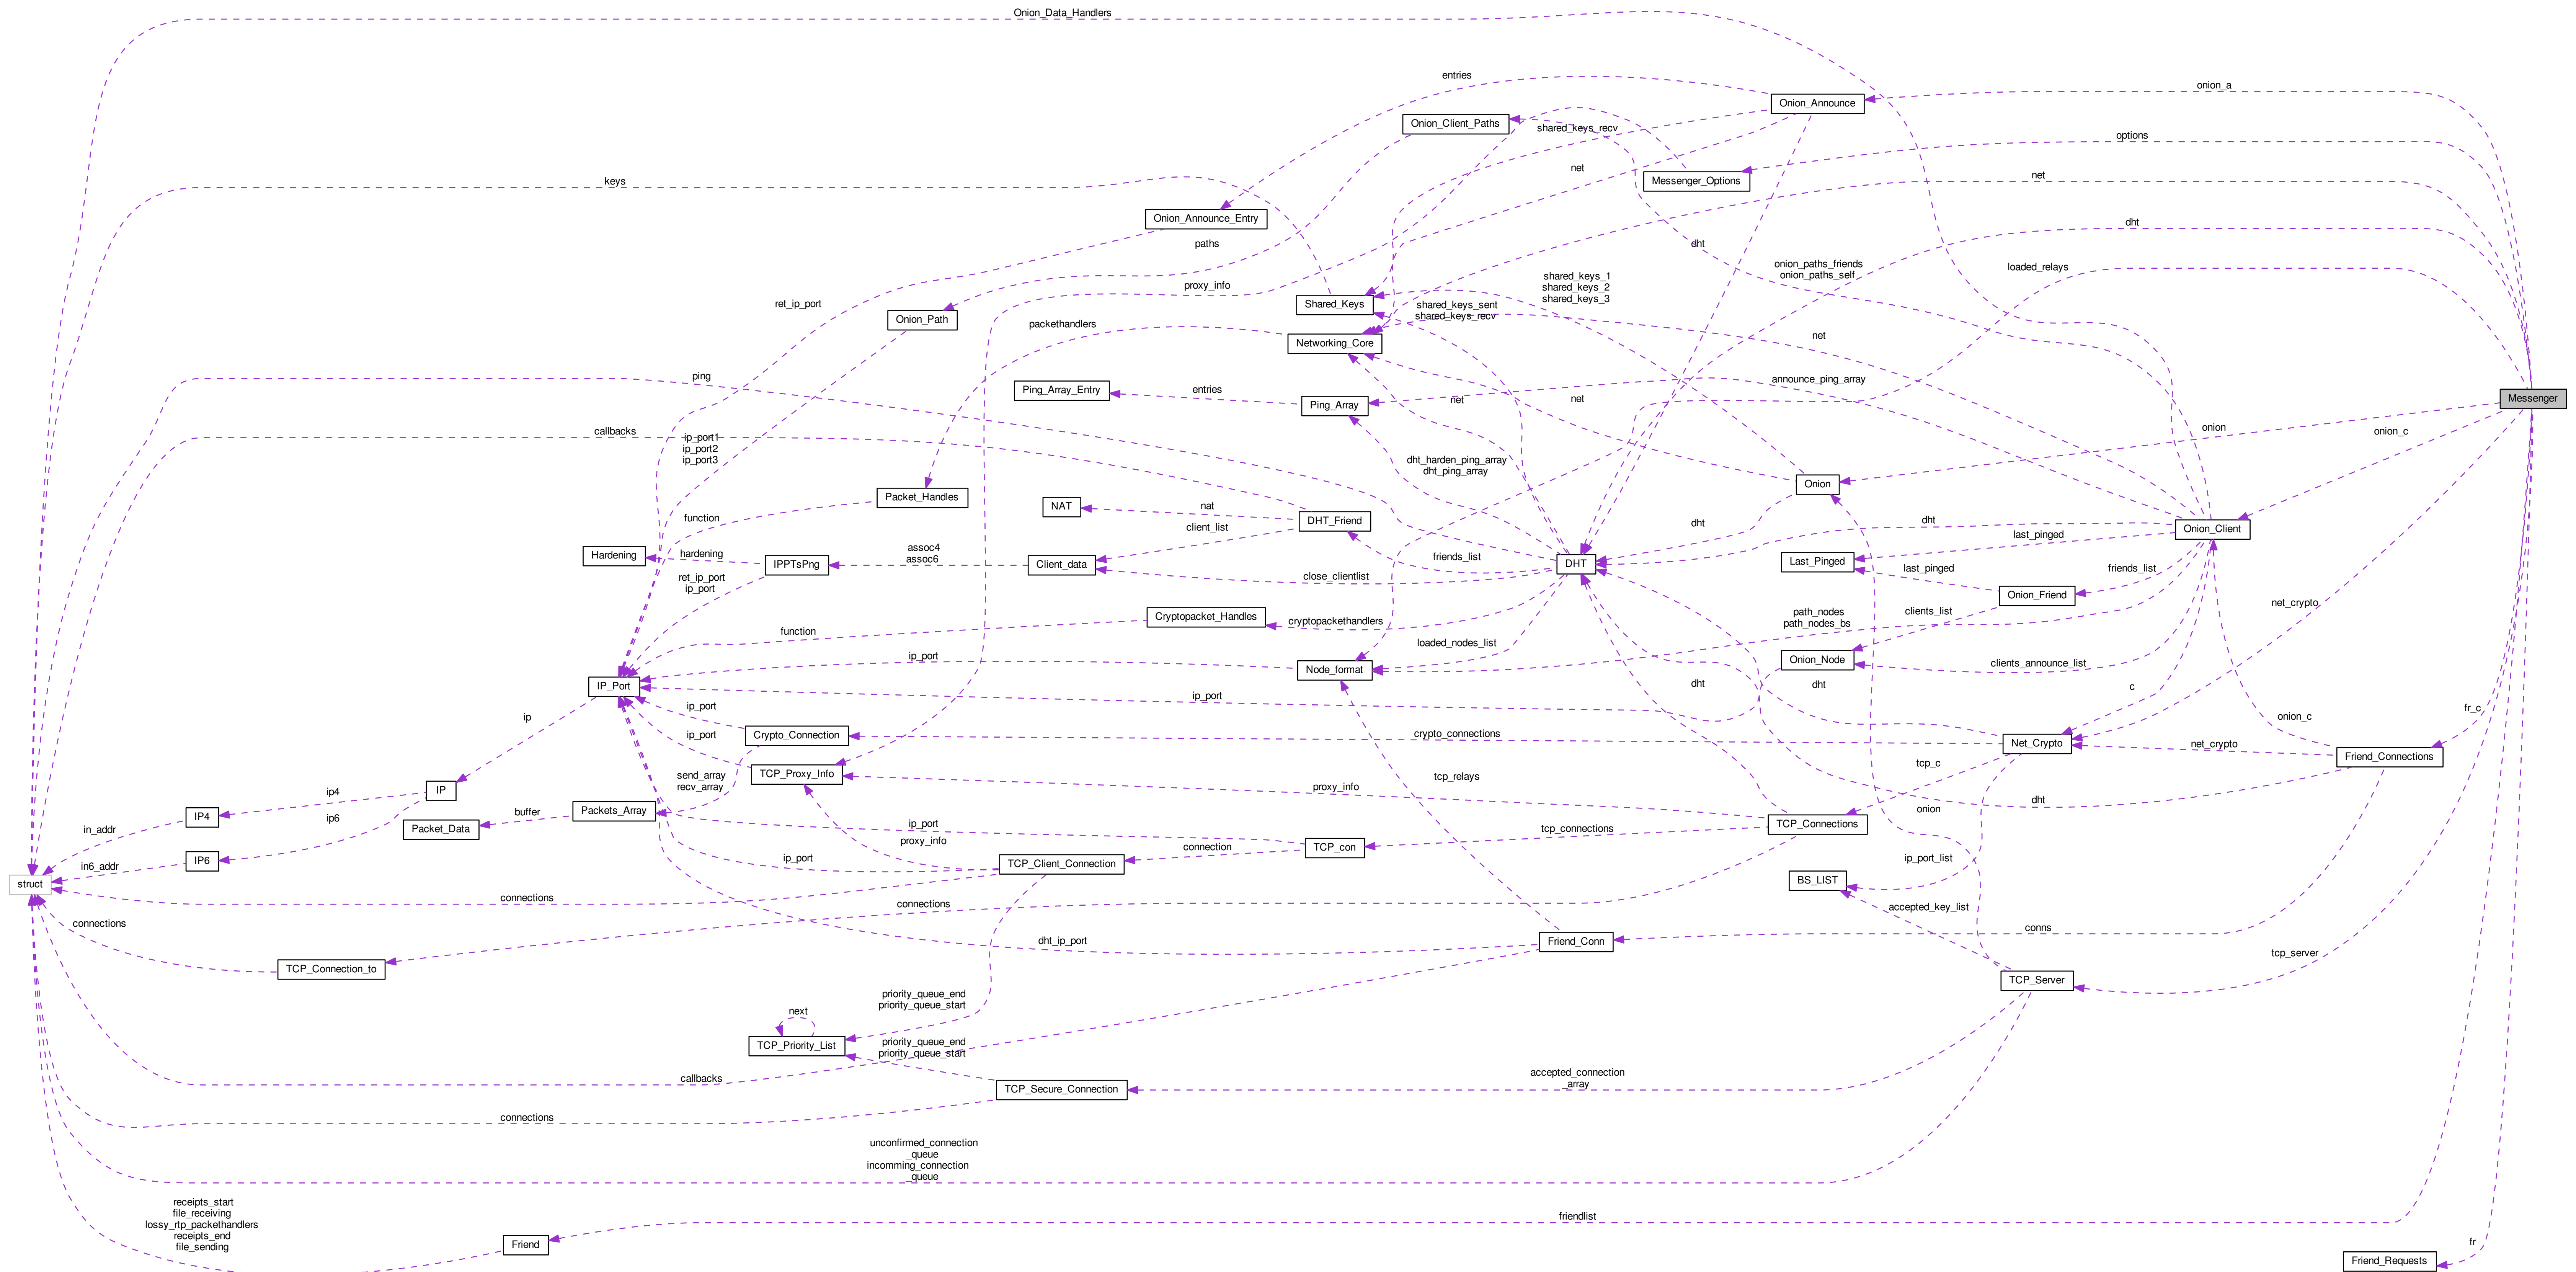 Onion_Data_Handlers
entries
onion_a
Onion_Announce
Onion_Client_Paths
shared_keys_recv
options
net
Messenger_Options
keys
net
Onion_Announce_Entry
dht
paths
dht
onion_paths_friends
onion_paths_self
loaded_relays
shared_keys_1
shared_keys_2
shared_keys_3
proxy_info
ret_ip_port
Shared_Keys
shared_keys_sent
shared_keys_recv
Onion_Path
packethandlers
Networking_Core
net
ping
announce_ping_array
Ping_Array_Entry
entries
Ping_Array
net
net
Messenger
callbacks
onion
onion_c
ip_port1
ip_port2
ip_port3
dht_harden_ping_array
dht_ping_array
Onion
Packet_Handles
NAT
nat
DHT_Friend
function
client_list
dht
dht
Onion_Client
last_pinged
Hardening
hardening
IPPTsPng
assoc4
assoc6
Client_data
friends_list
DHT
Last_Pinged
last_pinged
friends_list
ret_ip_port
ip_port
close_clientlist
Onion_Friend
net_crypto
Cryptopacket_Handles
cryptopackethandlers
path_nodes
path_nodes_bs
clients_list
function
loaded_nodes_list
ip_port
Node_format
Onion_Node
clients_announce_list
IP_Port
dht
dht
c
ip_port
ip_port
fr_c
ip
onion_c
Crypto_Connection
ip_port
crypto_connections
Net_Crypto
net_crypto
Friend_Connections
TCP_Proxy_Info
tcp_c
send_array
recv_array
tcp_relays
IP
ip4
proxy_info
dht
Packets_Array
buffer
onion
IP4
ip6
in_addr
Packet_Data
ip_port
TCP_Connections
tcp_connections
proxy_info
connection
TCP_con
IP6
in6_addr
ip_port
TCP_Client_Connection
ip_port_list
struct
BS_LIST
connections
connections
accepted_key_list
connections
dht_ip_port
Friend_Conn
conns
tcp_server
TCP_Connection_to
TCP_Server
priority_queue_end
priority_queue_start
next
TCP_Priority_List
priority_queue_end
priority_queue_start
callbacks
accepted_connection
_array
TCP_Secure_Connection
connections
unconfirmed_connection
_queue
incomming_connection
_queue
receipts_start
file_receiving
lossy_rtp_packethandlers
receipts_end
file_sending
friendlist
Friend
fr
Friend_Requests